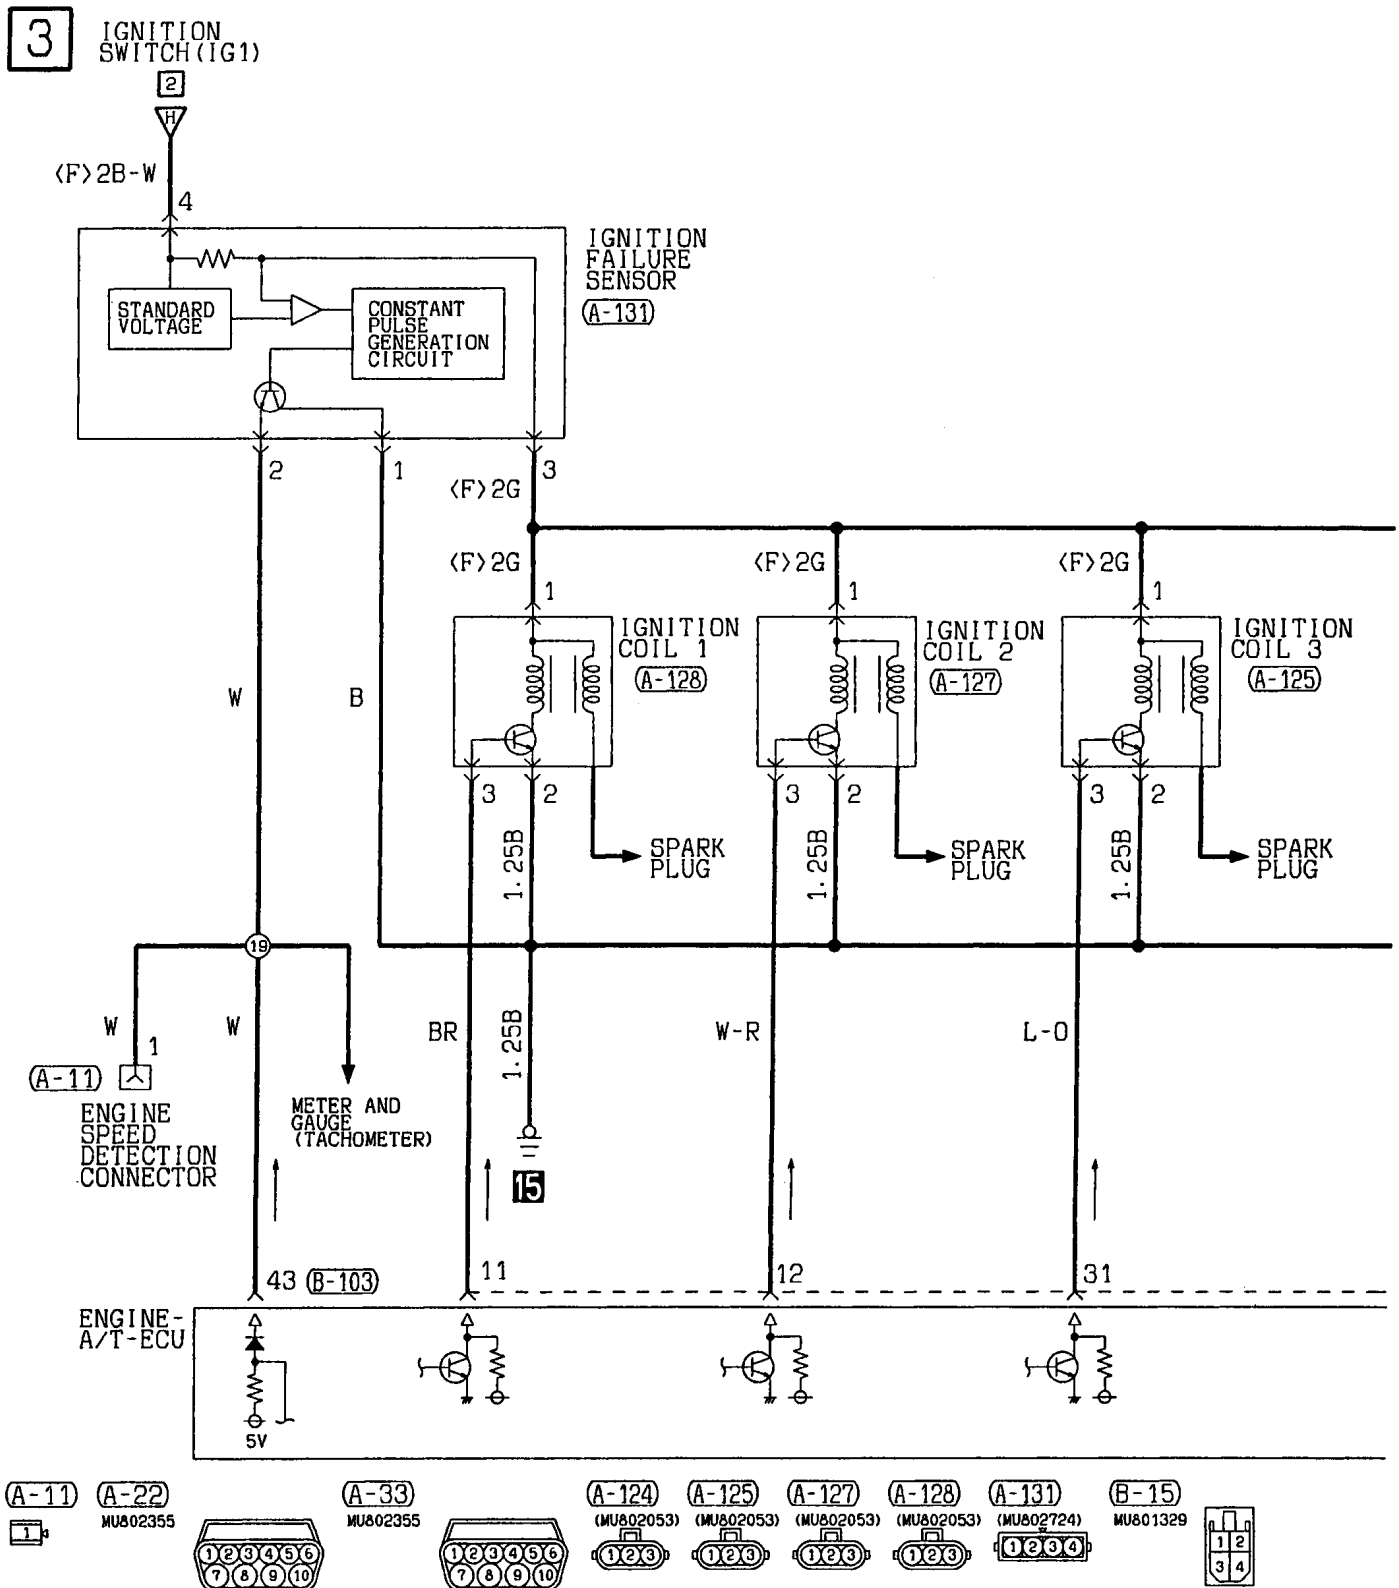 3
IGNITION
SWITCH(IG1)
2
H
<F>2B-W
4
IGNITION
FAILURE
SENSOR
A-131
STANDARD
VOLTAGE
CONSTANT
PULSE
GENERATION
CIRCUIT
2
1
3
<F>2G
<F>2G
<F>2G
<F>2G
1
1
1
IGNITION
COIL 1
A-128
IGNITION
COIL 2
A-127
IGNITION
COIL 3
A-125
W
B
3
2
3
2
3
2
1.25B
1.25B
1.25B
SPARK
PLUG
SPARK
PLUG
SPARK
PLUG
19
W
1
W
BR
1.25B
W-R
L-O
A-11
ENGINE
SPEED
DETECTION
CONNECTOR
METER AND
GAUGE
(TACHOMETER)
15
43
B-103
11
12
31
ENGINE-
A/T-ECU
5V
A-11
A-22
A-33
A-124
A-125
A-127
A-128
A-131
B-15
MU802355
MU802355
(MU802053)
(MU802053)
(MU802053)
(MU802053)
(MU802724)
MU801329
1
1 2 3 4 5 6
7 8 9 10
1 2 3 4 5 6
7 8 9 10
1 2 3
1 2 3
1 2 3
1 2 3
1 2 3 4
1 2
3 4